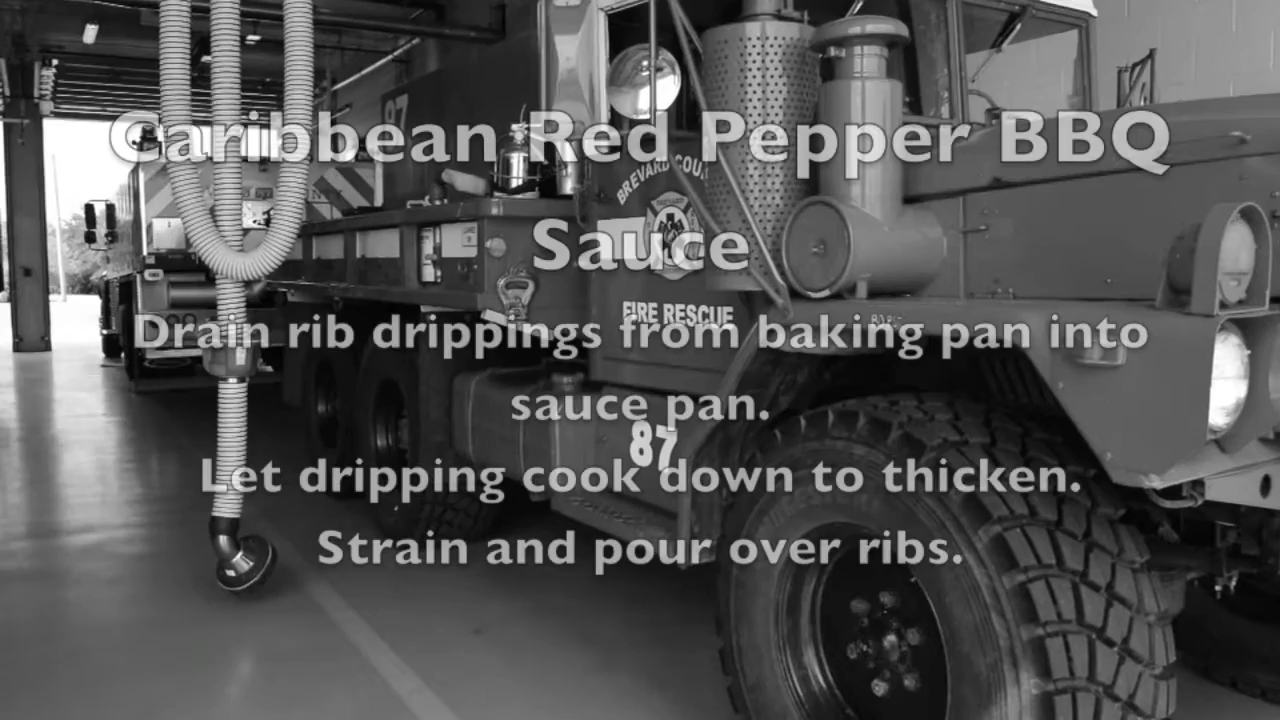 87
Caribbean Red Pepper BBQ
BREVARD COU
Sauce
FIRE RESCUE
Drain rib drippings from baking pan into
sauce pan.
87
Let dripping cook down to thicken.
Strain and pour over ribs.